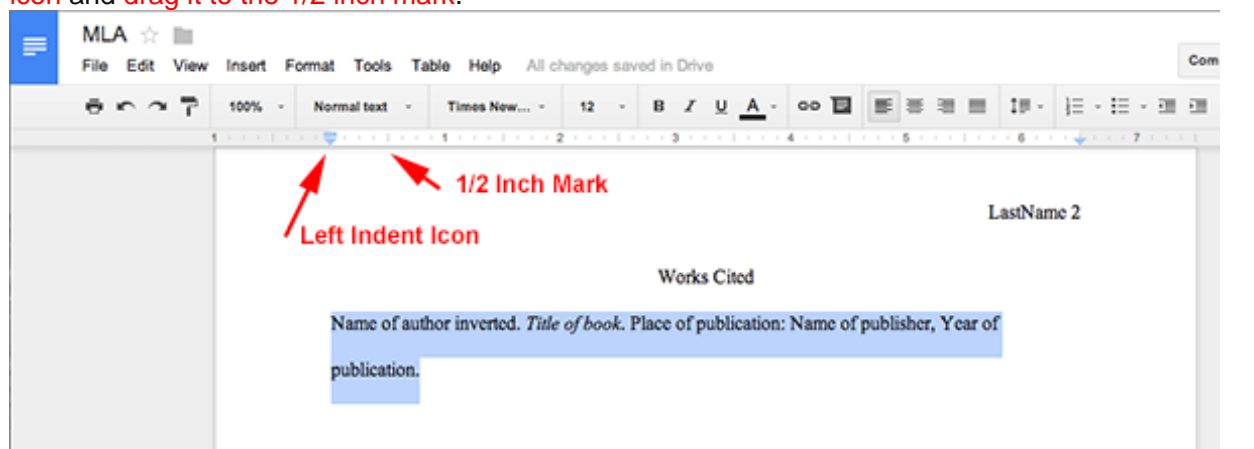 icon and drag it to the 1/2 inch mark.
MLA
File Edit View Insert Format Tools Table Help All changes saved in Drive
Com
100% Normal text Times New... 12 B I U A
1 1 2 3 4 5 6 7
1/2 Inch Mark
LastName 2
Left Indent Icon
Works Cited
Name of author inverted. Title of book. Place of publication: Name of publisher, Year of
publication.